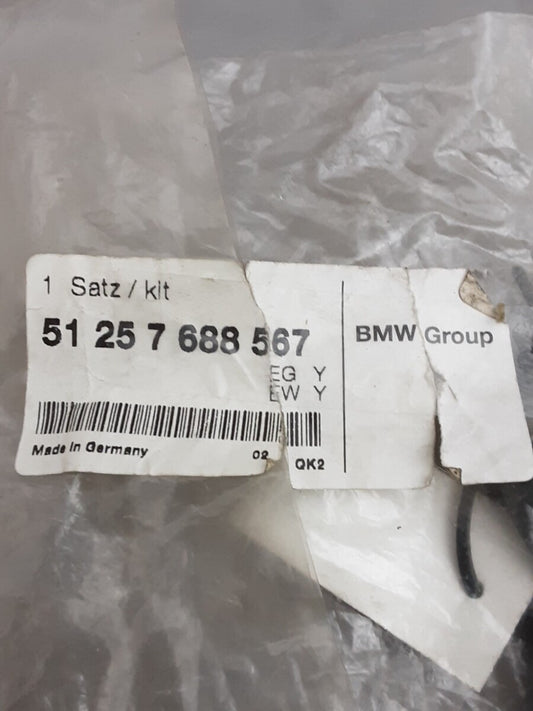 1 Satz / kit
51 25 7 688 567
BMW Group
EG Y
EW Y
Made in Germany
02
QK2